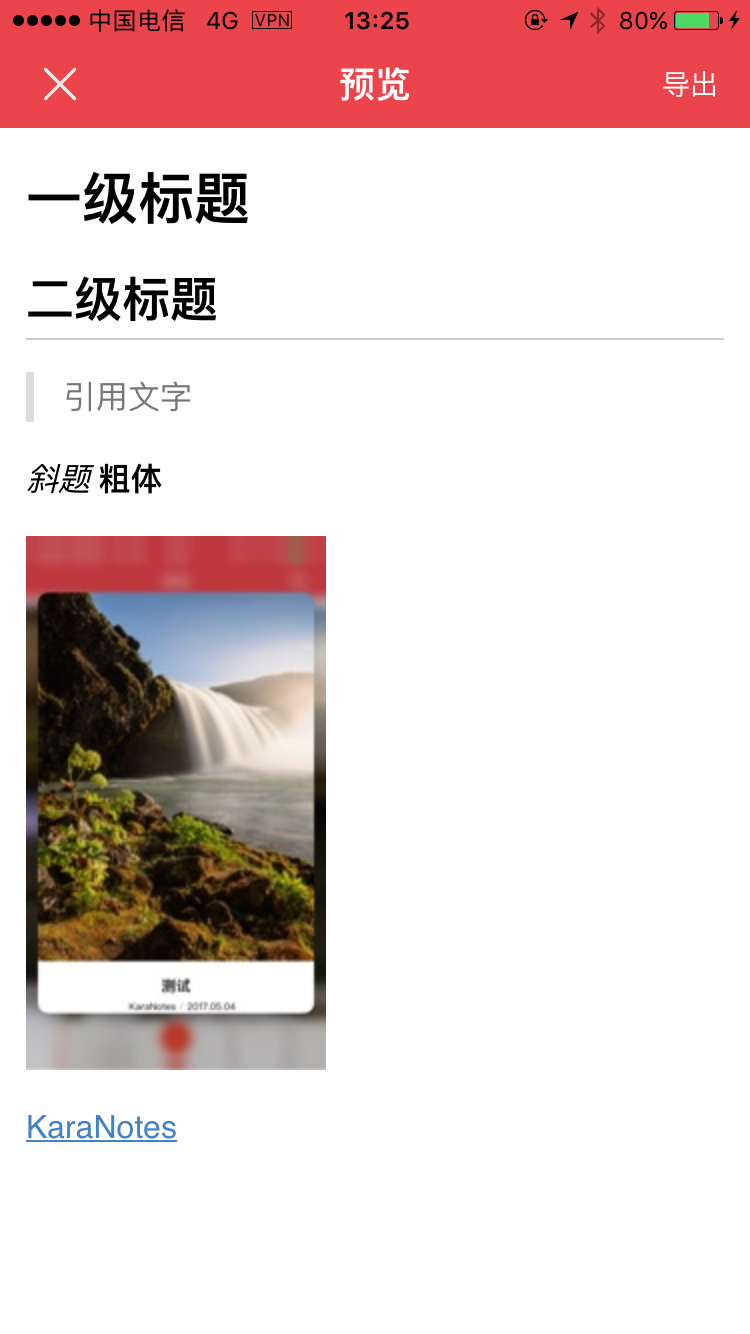 中国电信 4G VPN 13:25 80%
预览 导出
一级标题
二级标题
引用文字
斜题 粗体
测试
KaraNotes / 2017.05.04
KaraNotes